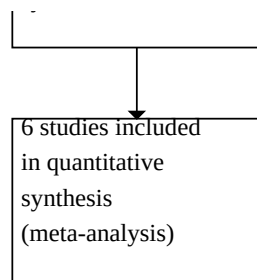 6 studies included
in quantitative
synthesis
(meta-analysis)